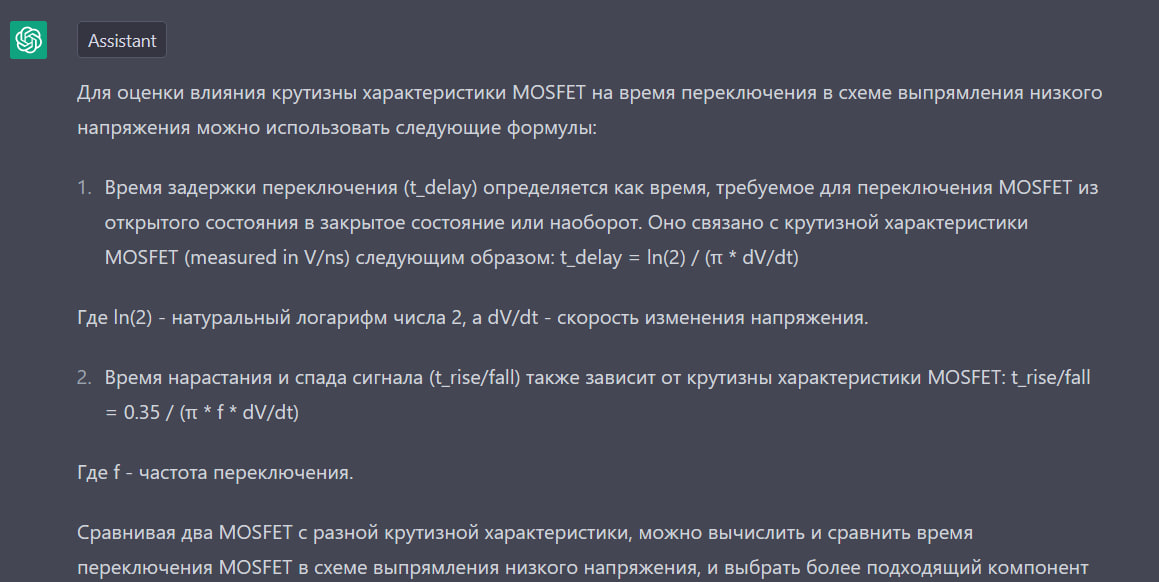 Assistant
Для оценки влияния крутизны характеристики MOSFET на время переключения в схеме выпрямления низкого
напряжения можно использовать следующие формулы:
1. Время задержки переключения (t_delay) определяется как время, требуемое для переключения MOSFET из
открытого состояния в закрытое состояние или наоборот. Оно связано с крутизной характеристики
MOSFET (measured in V/ns) следующим образом: t_delay = ln(2) / (π * dV/dt)
Где ln(2) - натуральный логарифм числа 2, а dV/dt - скорость изменения напряжения.
2. Время нарастания и спада сигнала (t_rise/fall) также зависит от крутизны характеристики MOSFET: t_rise/fall
= 0.35 / (π * f * dV/dt)
Где f - частота переключения.
Сравнивая два MOSFET с разной крутизной характеристики, можно вычислить и сравнить время
переключения MOSFET в схеме выпрямления низкого напряжения, и выбрать более подходящий компонент